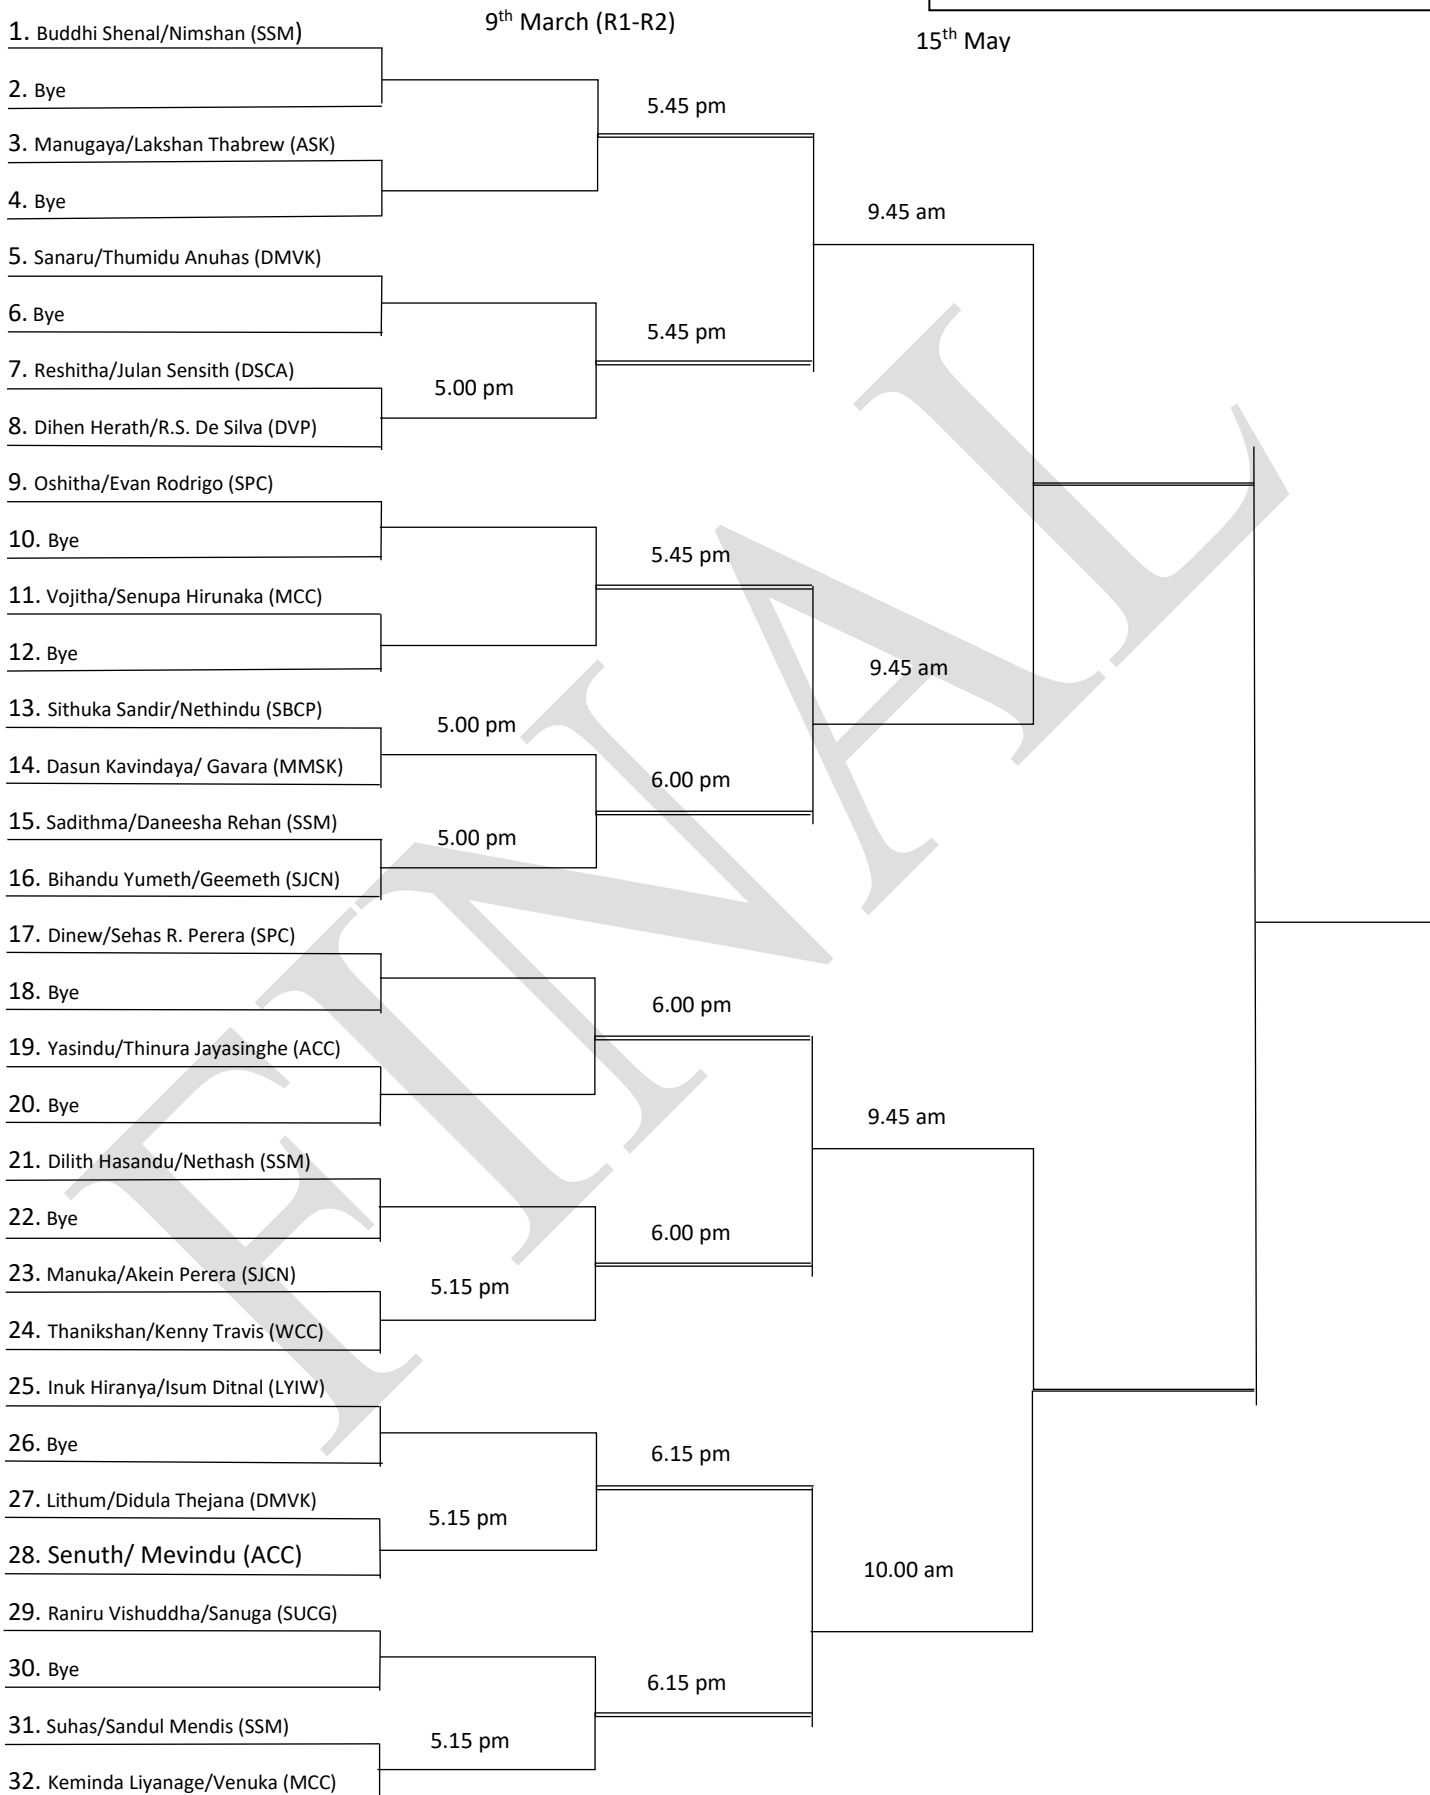 9th March (R1-R2)
15th May
1. Buddhi Shenal/Nimshan (SSM)
2. Bye
5.45 pm
3. Manugaya/Lakshan Thabrew (ASK)
4. Bye
9.45 am
5. Sanaru/Thumidu Anuhas (DMVK)
6. Bye
5.45 pm
7. Reshitha/Julan Sensith (DSCA)
5.00 pm
8. Dihen Herath/R.S. De Silva (DVP)
9. Oshitha/Evan Rodrigo (SPC)
10. Bye
5.45 pm
11. Vojitha/Senupa Hirunaka (MCC)
12. Bye
9.45 am
13. Sithuka Sandir/Nethindu (SBCP)
5.00 pm
14. Dasun Kavindaya/ Gavara (MMSK)
6.00 pm
15. Sadithma/Daneesha Rehan (SSM)
5.00 pm
16. Bihandu Yumeth/Geemeth (SJCN)
17. Dinew/Sehas R. Perera (SPC)
18. Bye
6.00 pm
19. Yasindu/Thinura Jayasinghe (ACC)
20. Bye
9.45 am
21. Dilith Hasandu/Nethash (SSM)
22. Bye
6.00 pm
23. Manuka/Akein Perera (SJCN)
5.15 pm
24. Thanikshan/Kenny Travis (WCC)
25. Inuk Hiranya/Isum Ditnal (LYIW)
26. Bye
6.15 pm
27. Lithum/Didula Thejana (DMVK)
5.15 pm
28. Senuth/ Mevindu (ACC)
10.00 am
29. Raniru Vishuddha/Sanuga (SUCG)
30. Bye
6.15 pm
31. Suhas/Sandul Mendis (SSM)
5.15 pm
32. Keminda Liyanage/Venuka (MCC)
FINAL